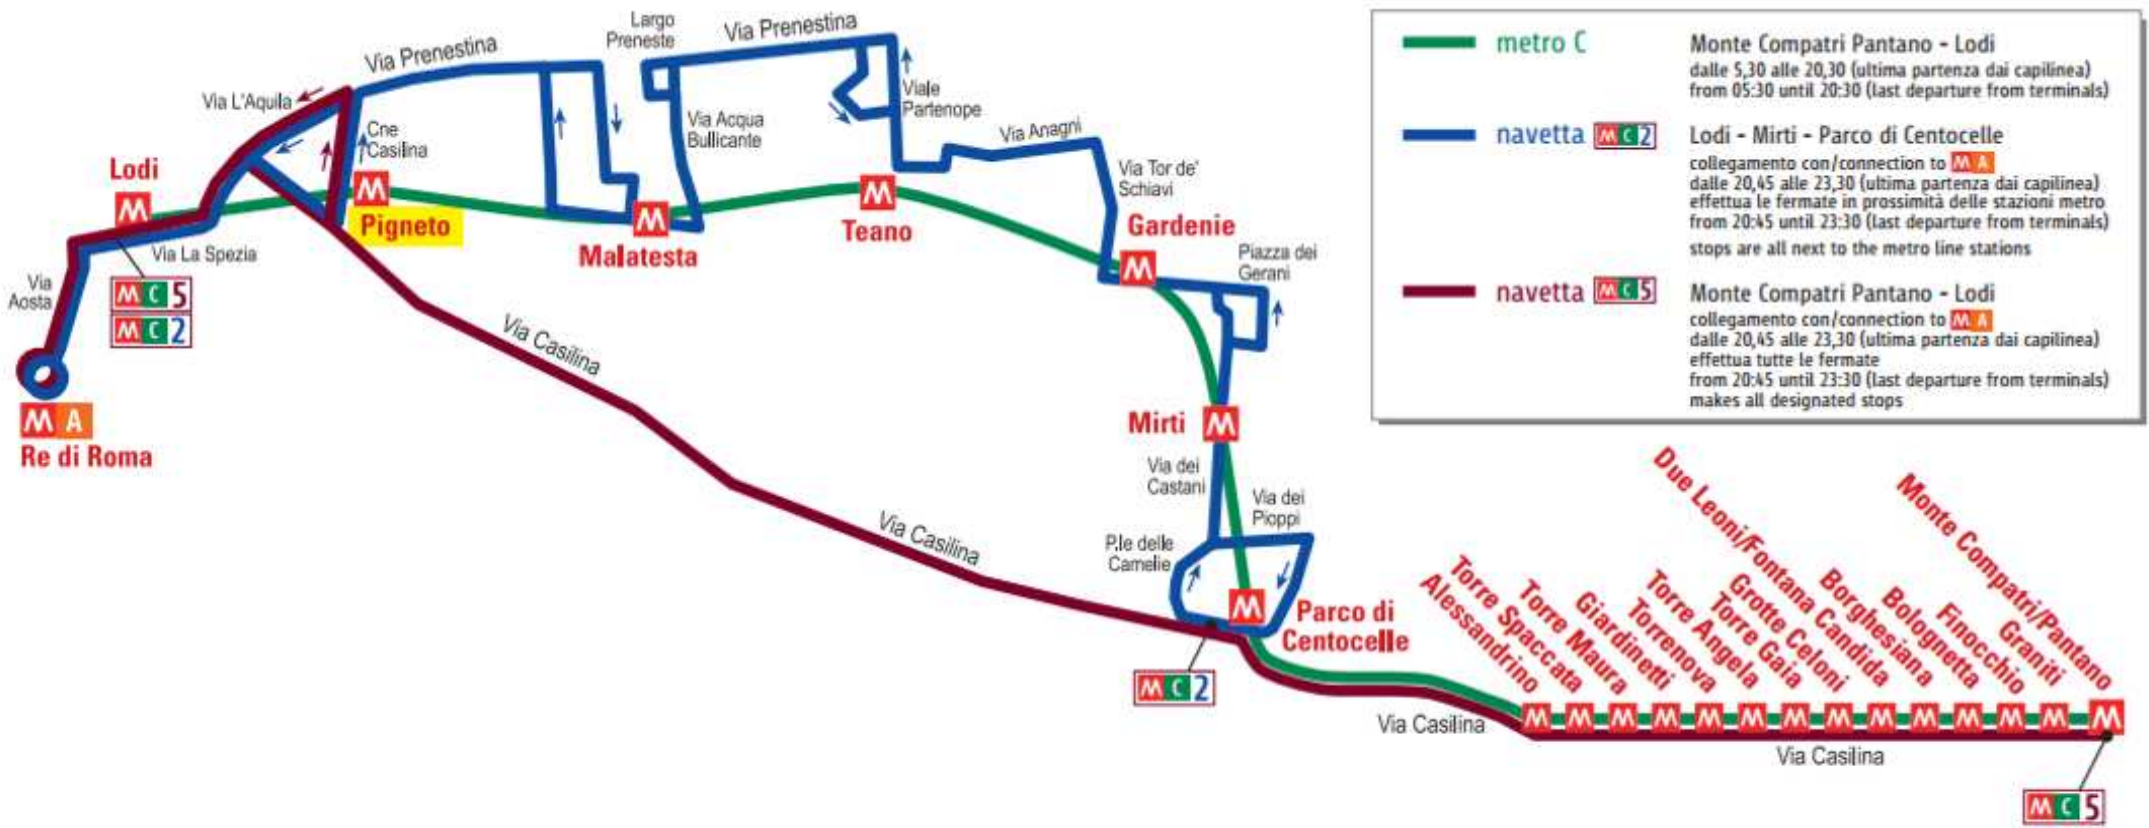 Largo
Preneste
Via Prenestina
Via Prenestina
Via L'Aquila
Cne
Casilina
Via Acqua
Bullicante
Viale
Partenope
Via Anagni
Via Tor de'
Schiavi
Lodi
M
M
Pigneto
M
Malatesta
M
Teano
Gardenie
M
Piazza dei
Gerani
Via La Spezia
Via
Aosta
M C 5
M C 2
M A
Re di Roma
Via Casilina
Via Casilina
Mirti
M
Via dei
Castani
Via dei
Pioppi
P.le delle
Camelie
M
Parco di
Centocelle
M C 2
metro C
Monte Compatri Pantano - Lodi
dalle 5,30 alle 20,30 (ultima partenza dai capilinea)
from 05:30 until 20:30 (last departure from terminals)
navetta M C 2
Lodi - Mirti - Parco di Centocelle
collegamento con/connection to M A
dalle 20,45 alle 23,30 (ultima partenza dai capilinea)
effettua le fermate in prossimità delle stazioni metro
from 20:45 until 23:30 (last departure from terminals)
stops are all next to the metro line stations
navetta M C 5
Monte Compatri Pantano - Lodi
collegamento con/connection to M A
dalle 20,45 alle 23,30 (ultima partenza dai capilinea)
effettua tutte le fermate
from 20:45 until 23:30 (last departure from terminals)
makes all designated stops
Alessandrino
Torre Spaccata
Torre Maura
Giardinetti
Torrenova
Torre Angela
Torre Gaia
Grotte Celoni
Due Leoni/Fontana Candida
Borghesiana
Bolognetta
Finocchio
Graniti
Monte Compatri/Pantano
M M M M M M M M M M M M M M
Via Casilina
Via Casilina
M C 5